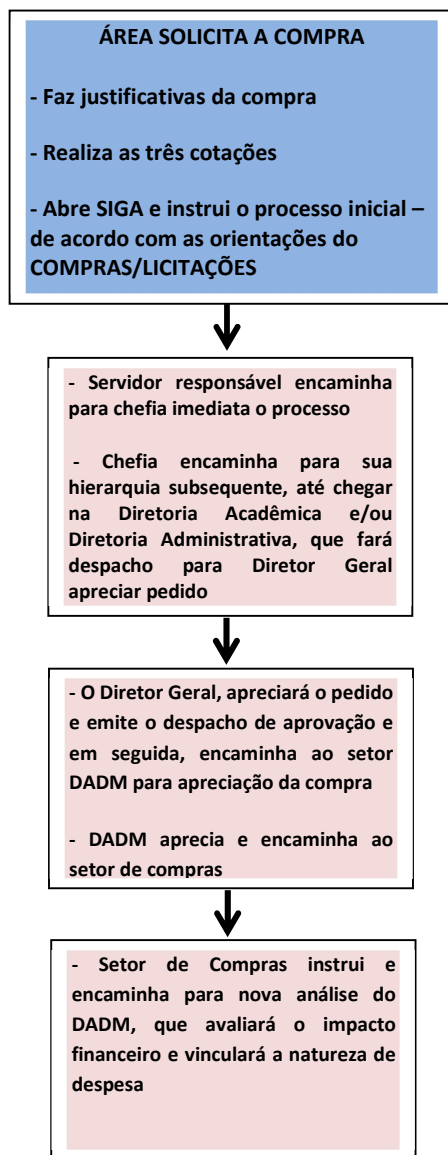 ÁREA SOLICITA A COMPRA
- Faz justificativas da compra
- Realiza as três cotações
- Abre SIGA e instrui o processo inicial –
de acordo com as orientações do
COMPRAS/LICITAÇÕES
- Servidor responsável encaminha
para chefia imediata o processo
- Chefia encaminha para sua
hierarquia subsequente, até chegar
na Diretoria Acadêmica e/ou
Diretoria Administrativa, que fará
despacho para Diretor Geral
apreciar pedido
- O Diretor Geral, apreciará o pedido
e emite o despacho de aprovação e
em seguida, encaminha ao setor
DADM para apreciação da compra
- DADM aprecia e encaminha ao
setor de compras
- Setor de Compras instrui e
encaminha para nova análise do
DADM, que avaliará o impacto
financeiro e vinculará a natureza de
despesa